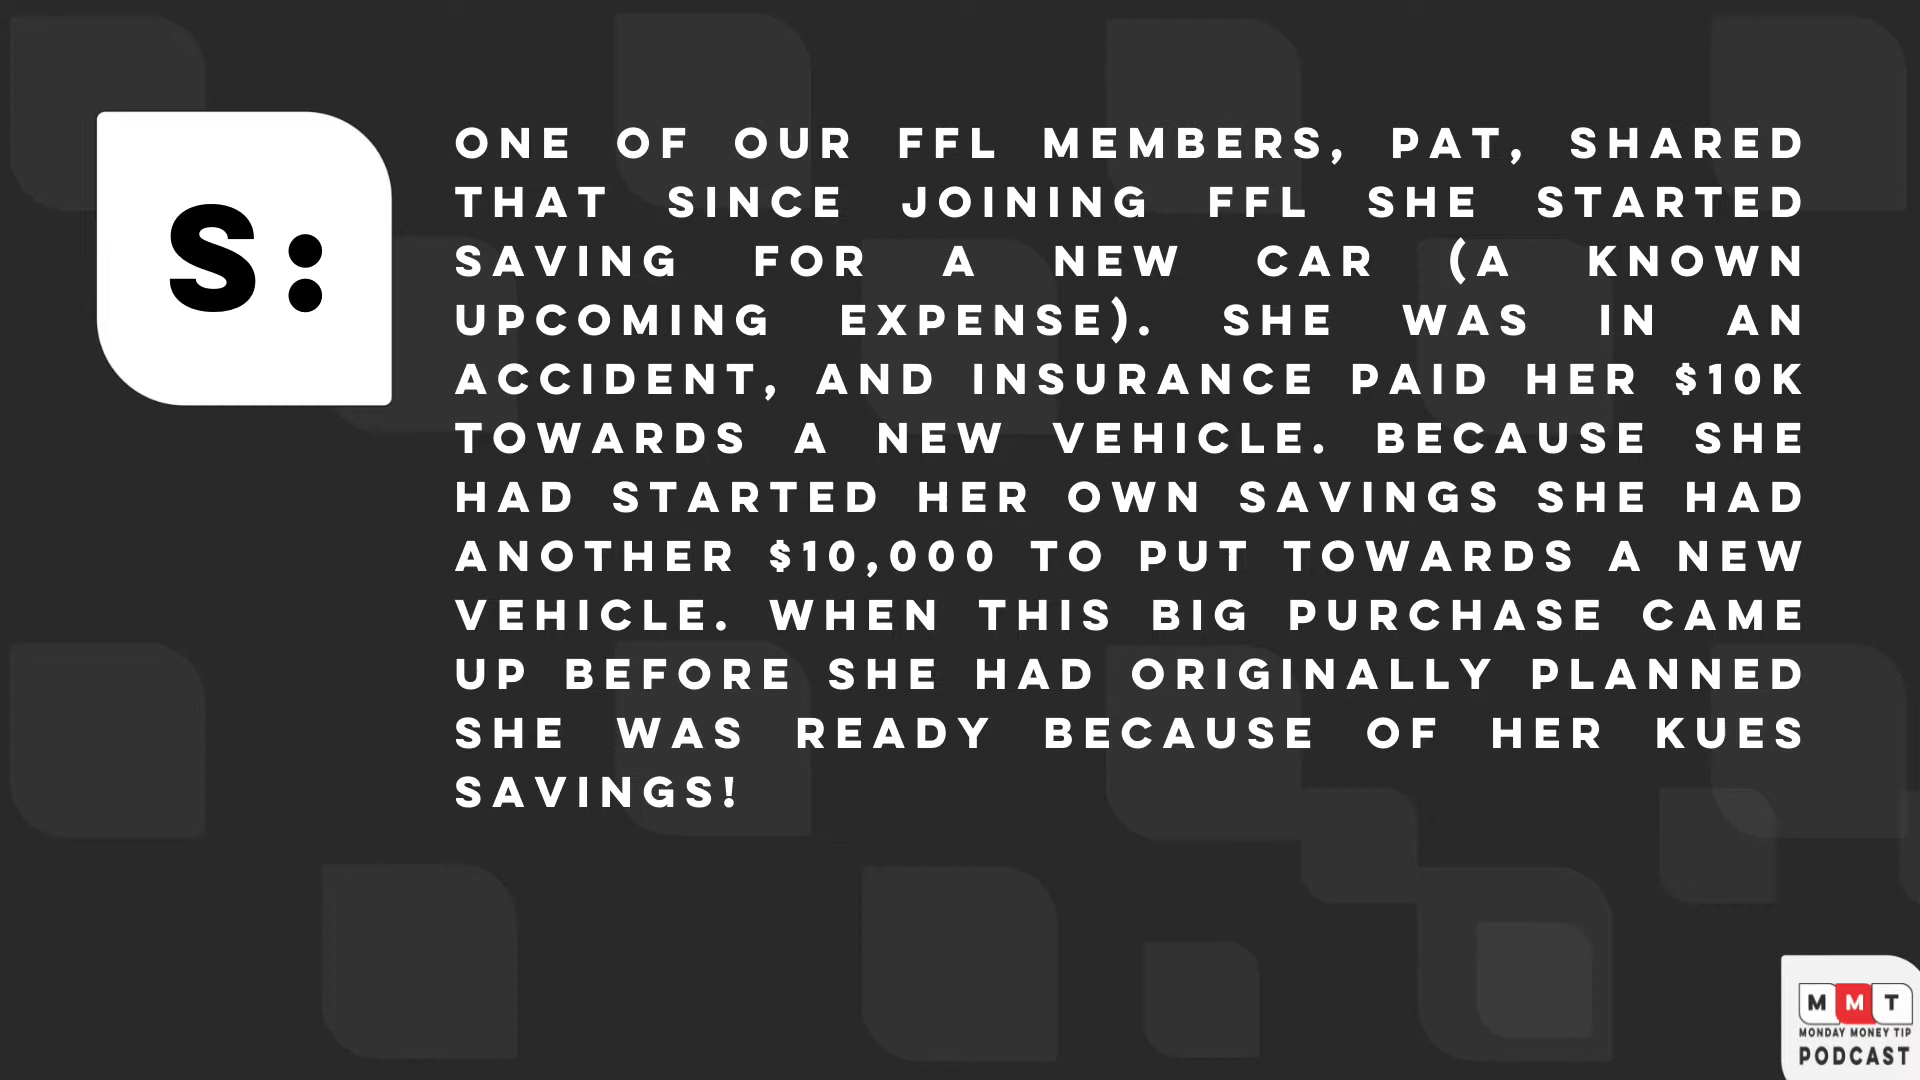 S:
ONE OF OUR FFL MEMBERS, PAT, SHARED
THAT SINCE JOINING FFL SHE STARTED
SAVING FOR A NEW CAR (A KNOWN
UPCOMING EXPENSE). SHE WAS IN AN
ACCIDENT, AND INSURANCE PAID HER $10K
TOWARDS A NEW VEHICLE. BECAUSE SHE
HAD STARTED HER OWN SAVINGS SHE HAD
ANOTHER $10,000 TO PUT TOWARDS A NEW
VEHICLE. WHEN THIS BIG PURCHASE CAME
UP BEFORE SHE HAD ORIGINALLY PLANNED
SHE WAS READY BECAUSE OF HER KUES
SAVINGS!
M M T
MONDAY MONEY TIP
PODCAST